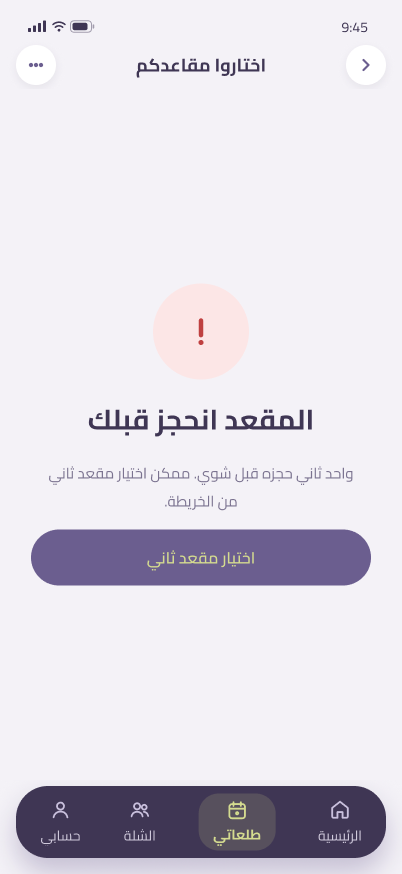 9:45
اختاروا مقاعدكم
المقعد انحجز قبلك
واحد ثاني حجزه قبل شوي. ممكن اختيار مقعد ثاني
من الخريطة.
اختيار مقعد ثاني
الرئيسية
طلعاتي
الشلة
حسابي